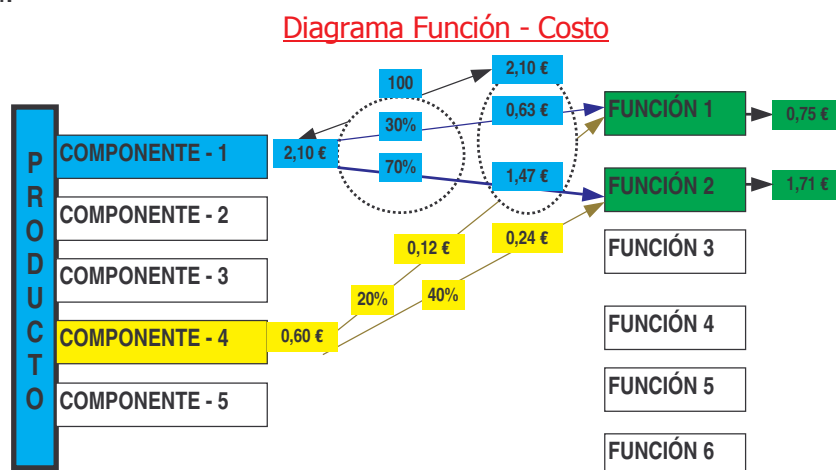 Diagrama Función - Costo
PRODUCTO
COMPONENTE - 1
COMPONENTE - 2
COMPONENTE - 3
COMPONENTE - 4
COMPONENTE - 5
2,10 €
100
2,10 €
30%
0,63 €
70%
1,47 €
0,60 €
20%
0,12 €
40%
0,24 €
FUNCIÓN 1
0,75 €
FUNCIÓN 2
1,71 €
FUNCIÓN 3
FUNCIÓN 4
FUNCIÓN 5
FUNCIÓN 6